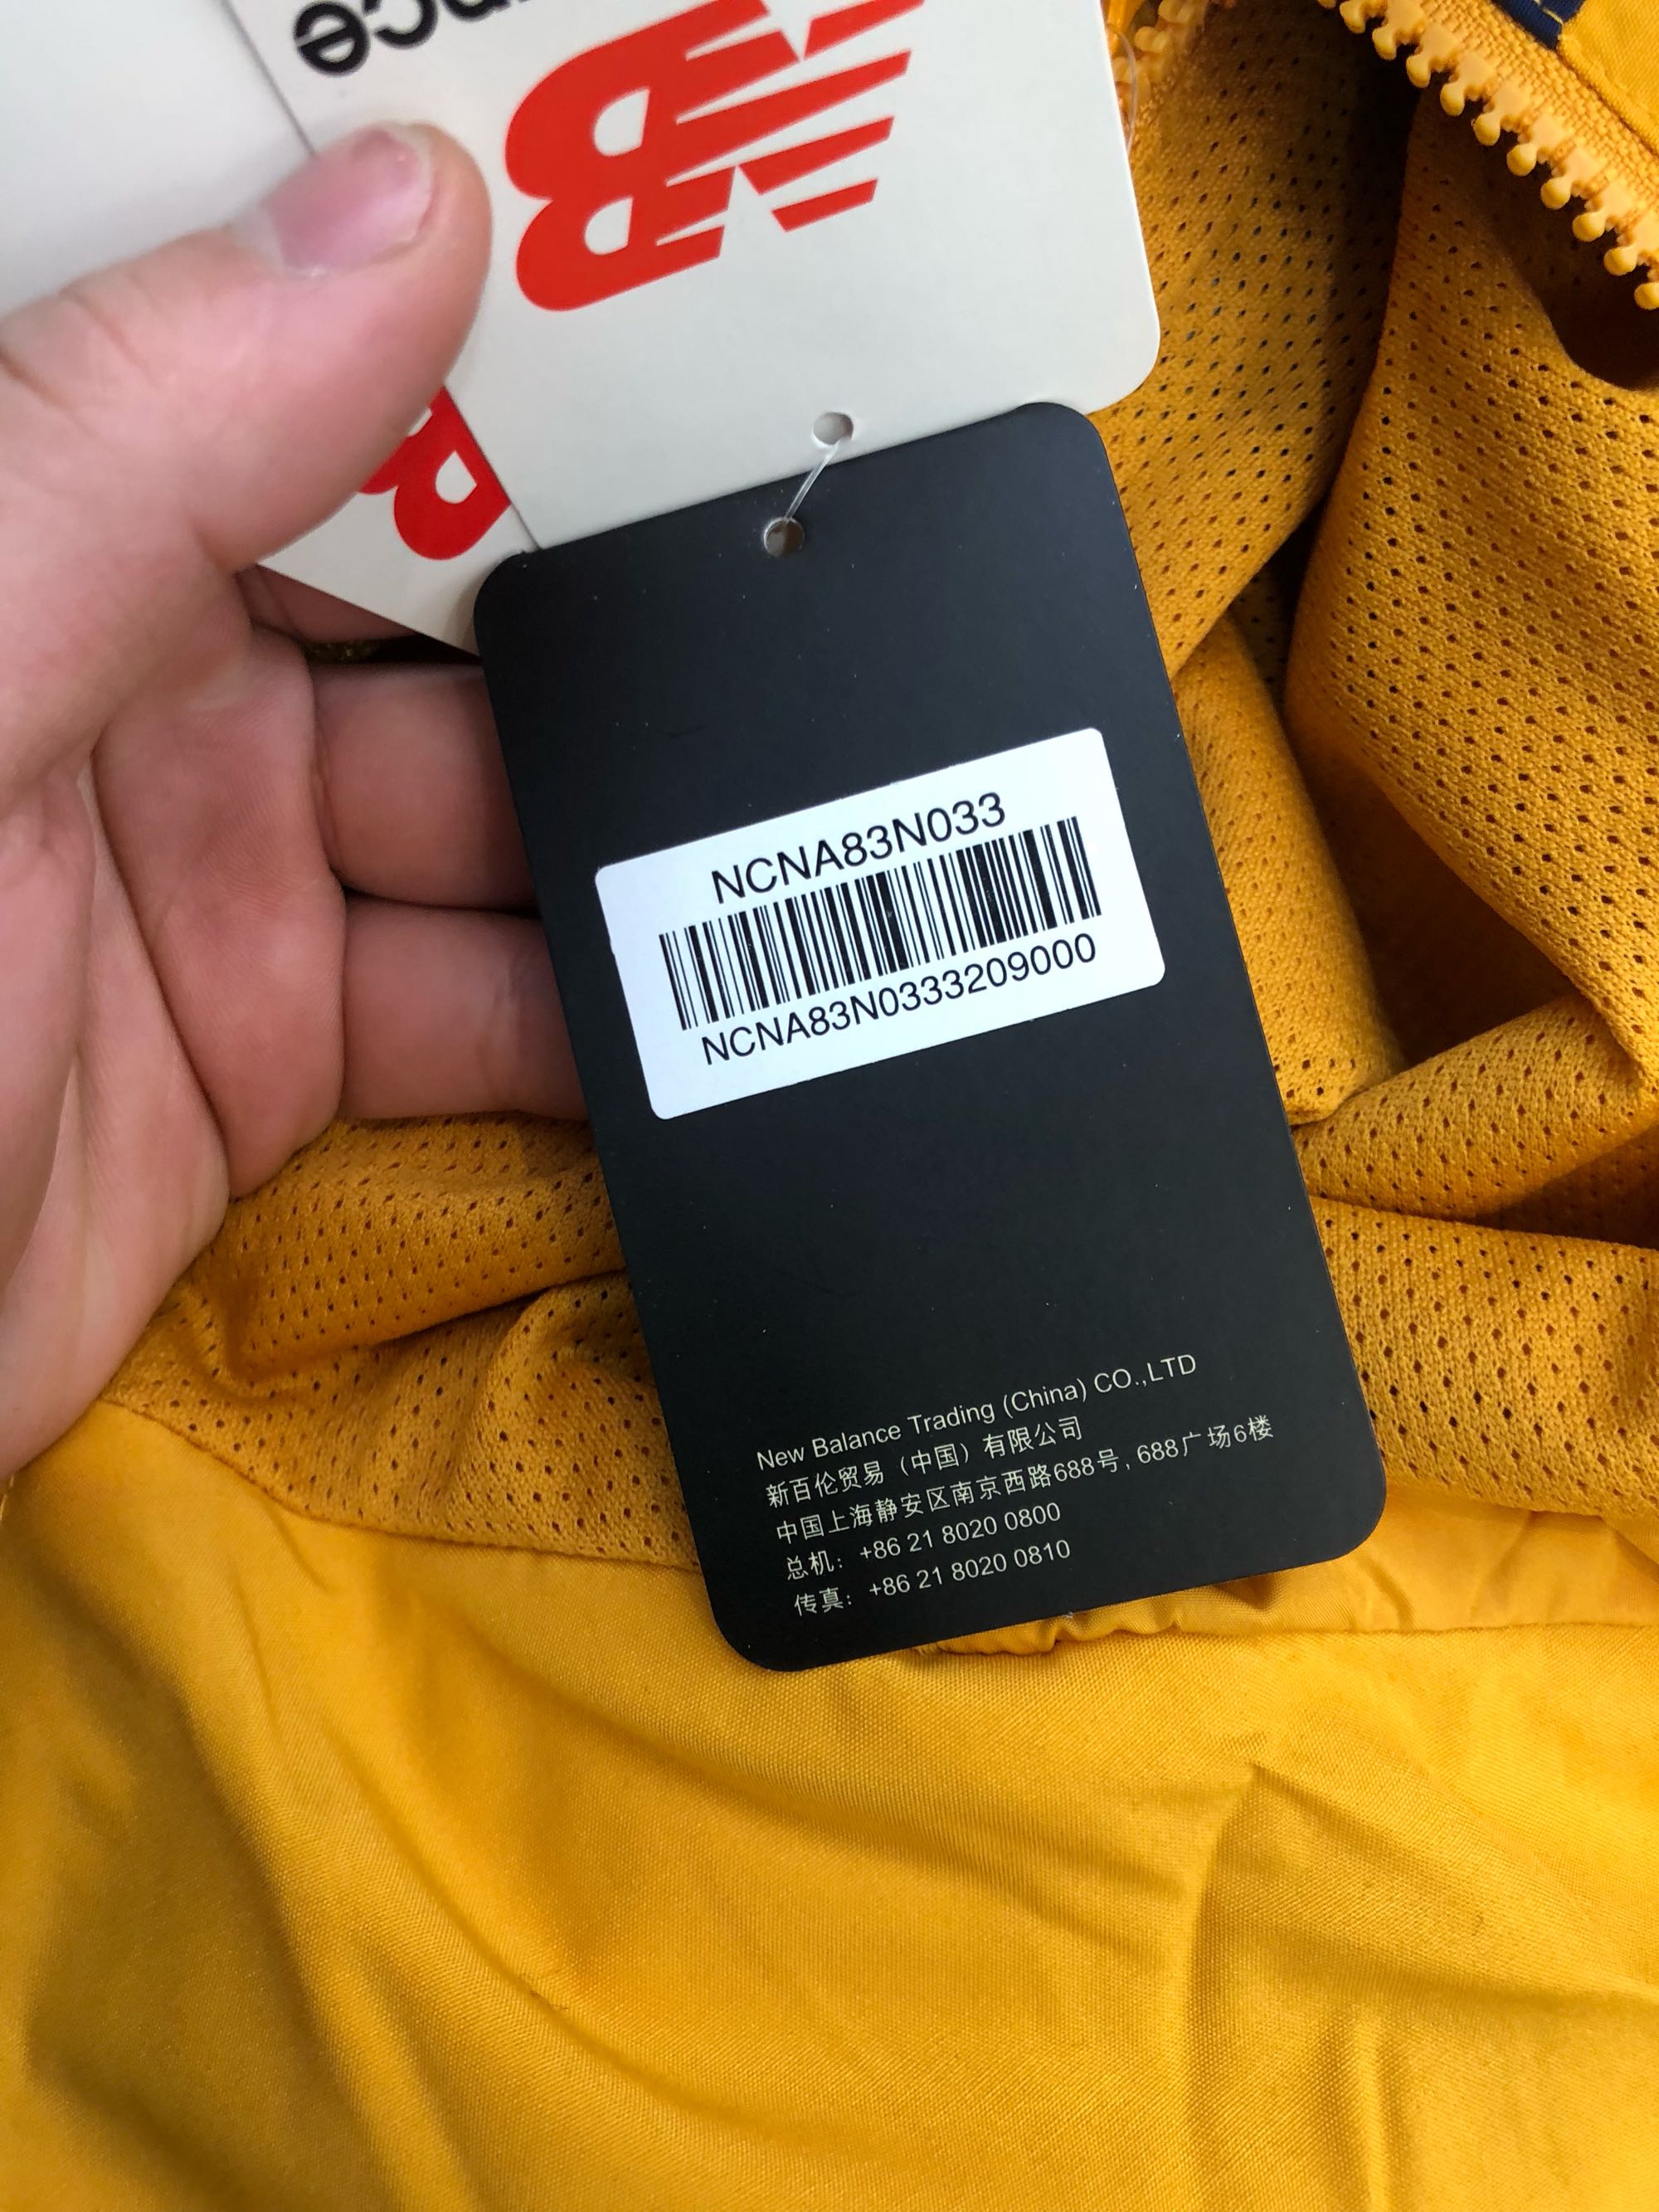 NB
NCNA83N033
NCNA83N0333209000
New Balance Trading (China) CO.,LTD
新百伦贸易（中国）有限公司
中国上海静安区南京西路688号, 688广场6楼
总机: +86 21 8020 0800
传真: +86 21 8020 0810